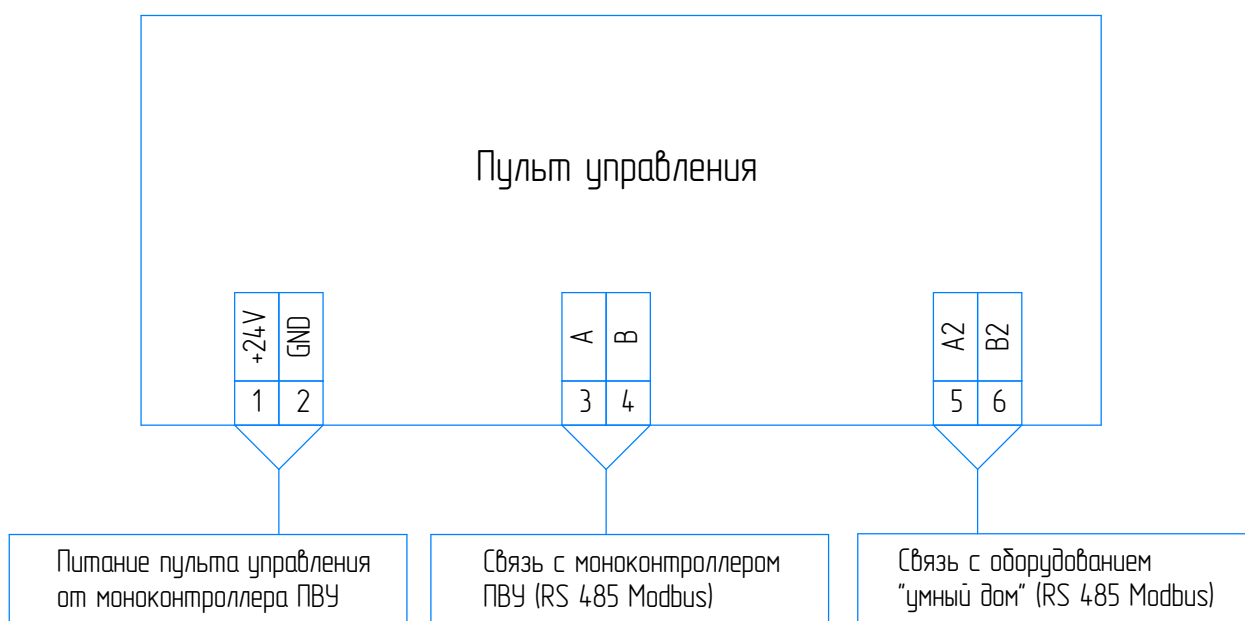 Пульт управления
+24V GND A B A2 B2
1 2 3 4 5 6
Питание пульта управления
от моноконтроллера ПВУ
Связь с моноконтроллером
ПВУ (RS 485 Modbus)
Связь с оборудованием
"умный дом" (RS 485 Modbus)